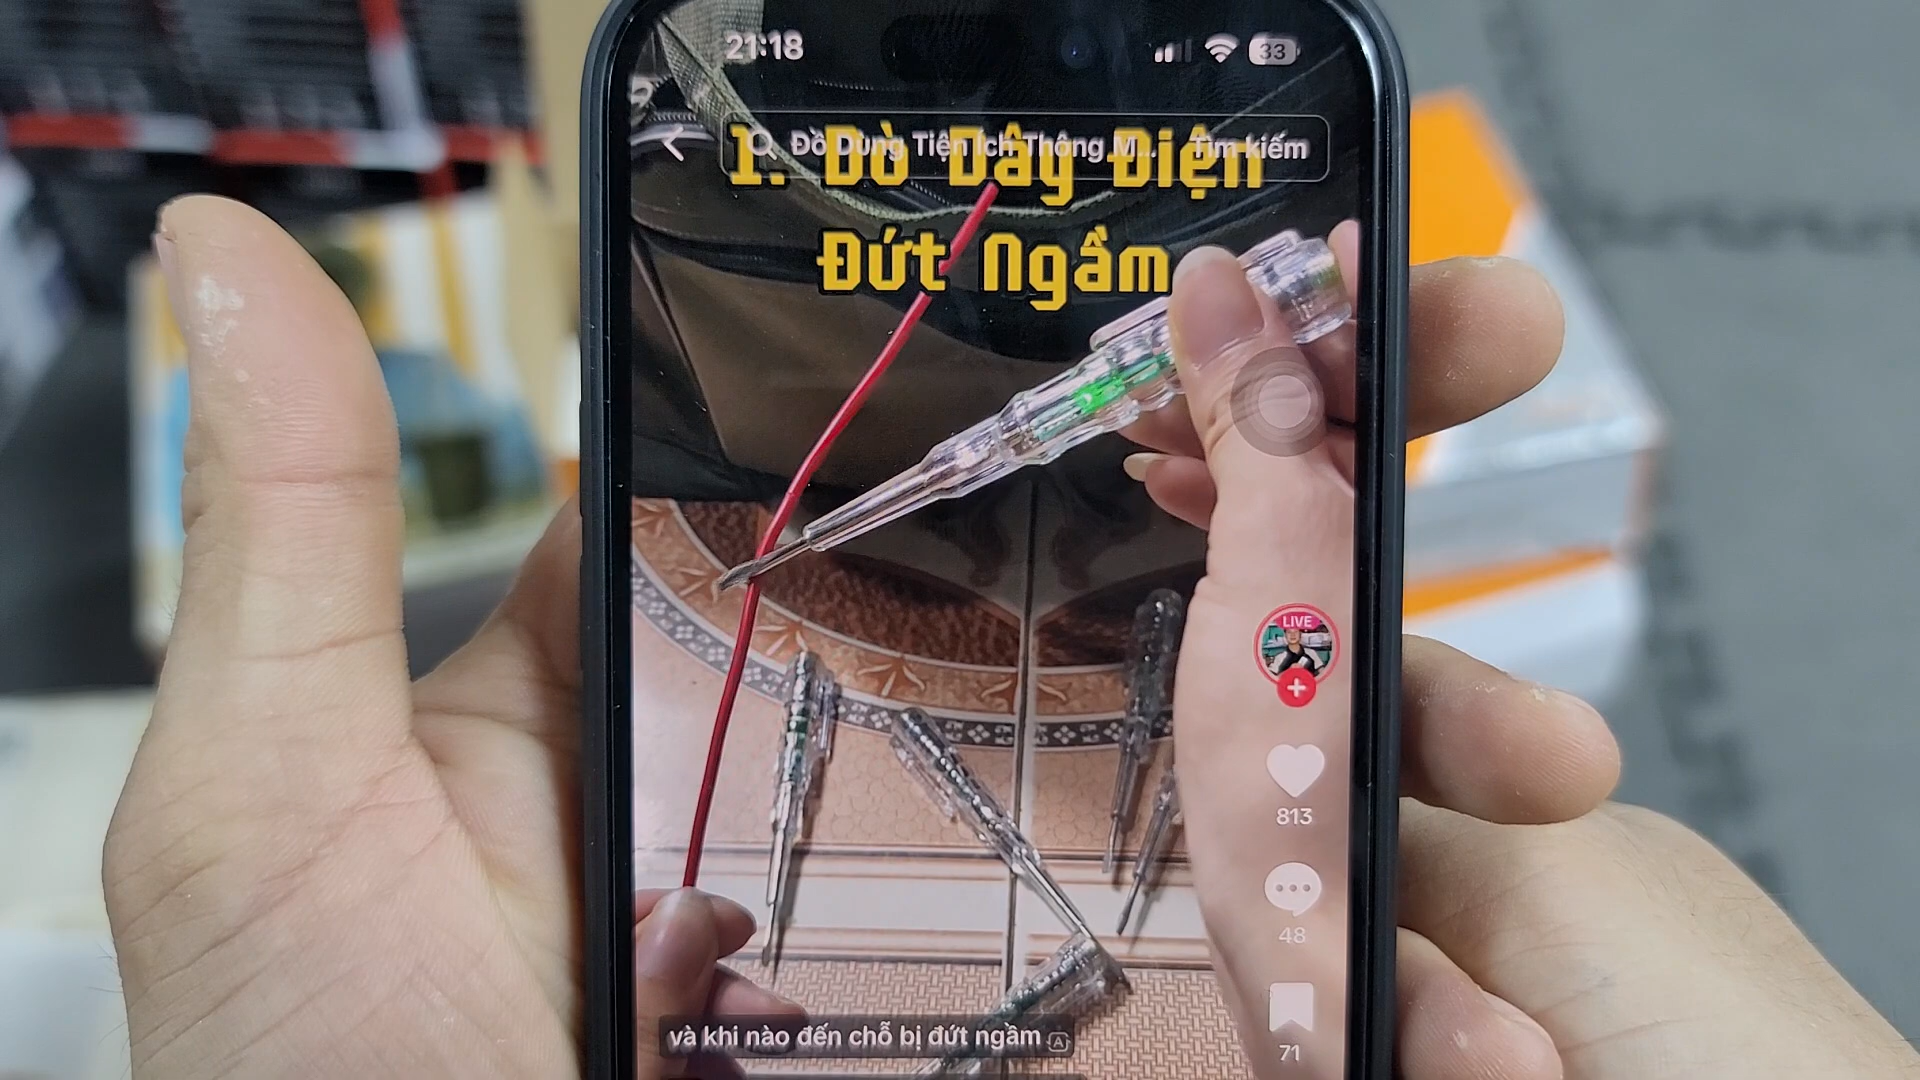 21:18
33
Đồ Dùng Tiện Ích Thông M... Tìm kiếm
1. Dò Dây Điện
Đứt Ngầm
LIVE
813
48
71
và khi nào đến chỗ bị đứt ngầm